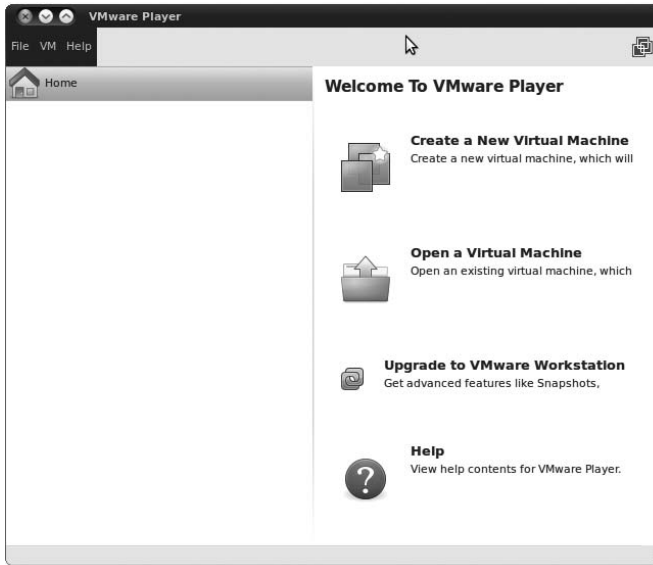 VMware Player
File VM Help
Home
Welcome To VMware Player
Create a New Virtual Machine
Create a new virtual machine, which will
Open a Virtual Machine
Open an existing virtual machine, which
Upgrade to VMware Workstation
Get advanced features like Snapshots,
Help
View help contents for VMware Player.